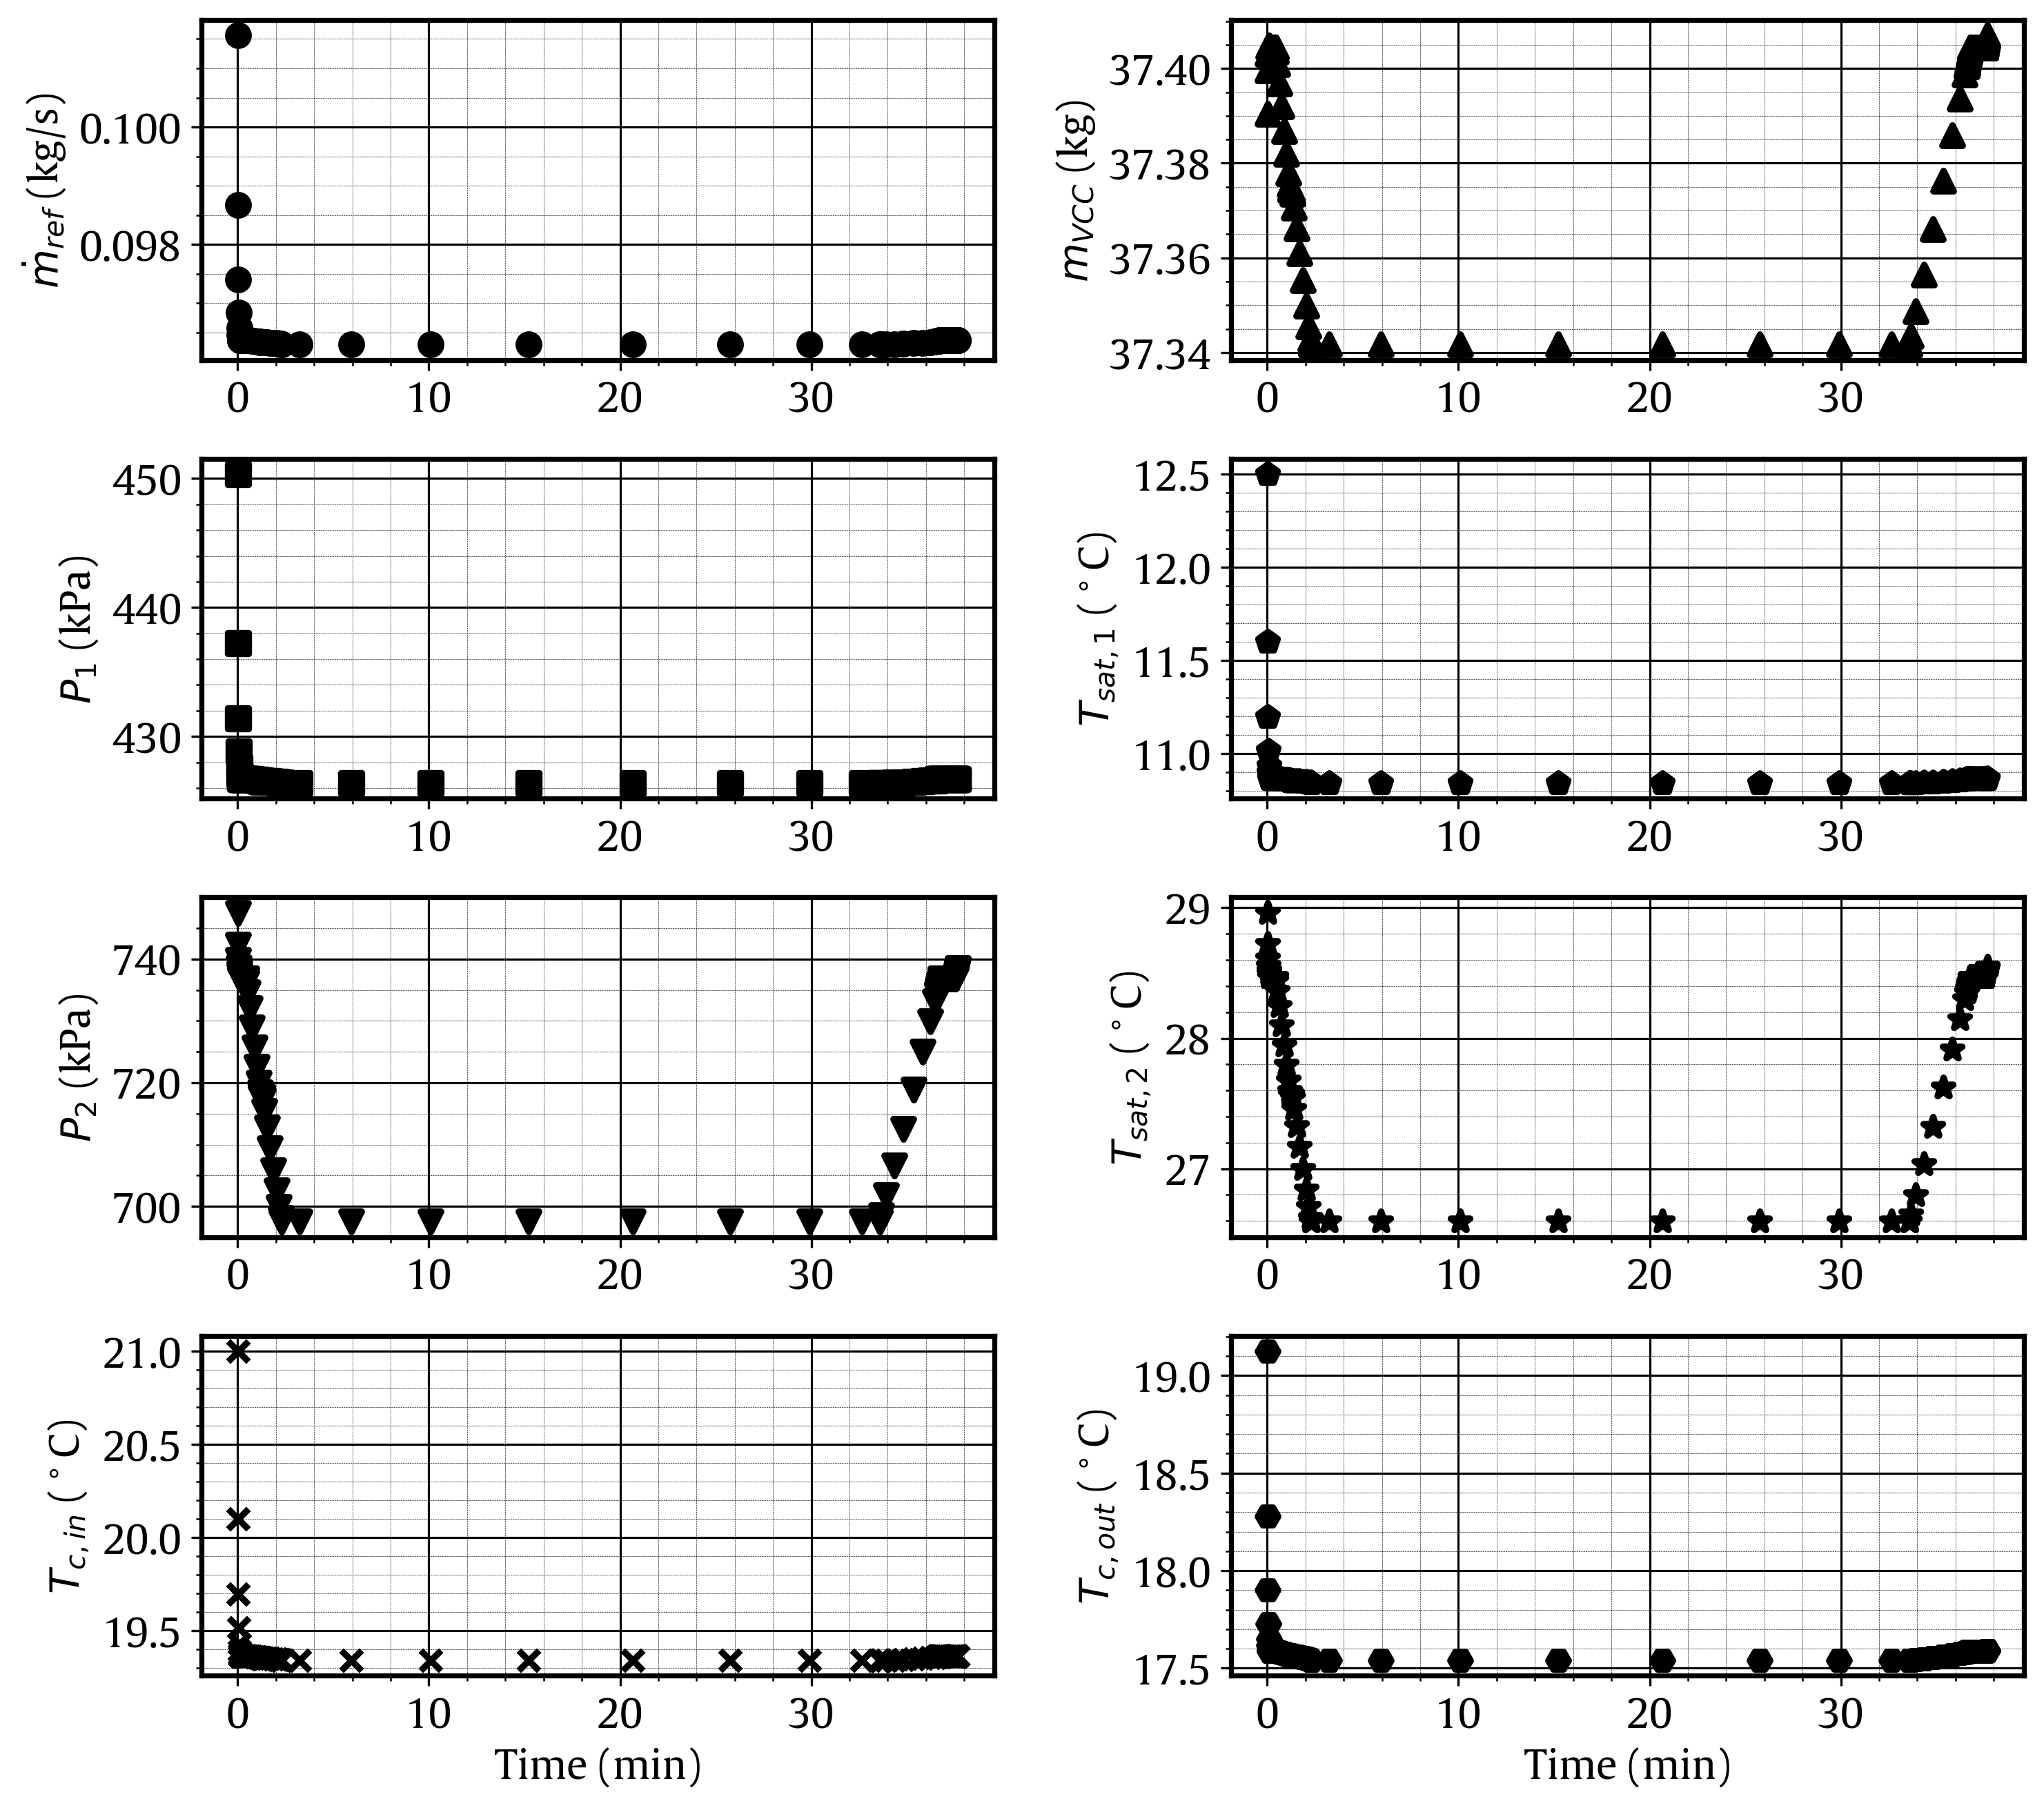 ṁ_ref (kg/s)
0.100
0.098
0 10 20 30
m_VCC (kg)
37.40
37.38
37.36
37.34
0 10 20 30
P_1 (kPa)
450
440
430
0 10 20 30
T_sat,1 (°C)
12.5
12.0
11.5
11.0
0 10 20 30
P_2 (kPa)
740
720
700
0 10 20 30
T_sat,2 (°C)
29
28
27
0 10 20 30
T_c,in (°C)
21.0
20.5
20.0
19.5
0 10 20 30
Time (min)
T_c,out (°C)
19.0
18.5
18.0
17.5
0 10 20 30
Time (min)